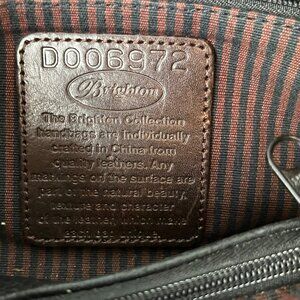 D006972
Brighton
The Brighton Collection
handbags are individually
crafted in China from
quality leathers. Any
markings on the surface are
part of the natural beauty,
texture and character
of the leather, which makes
each bag unique.